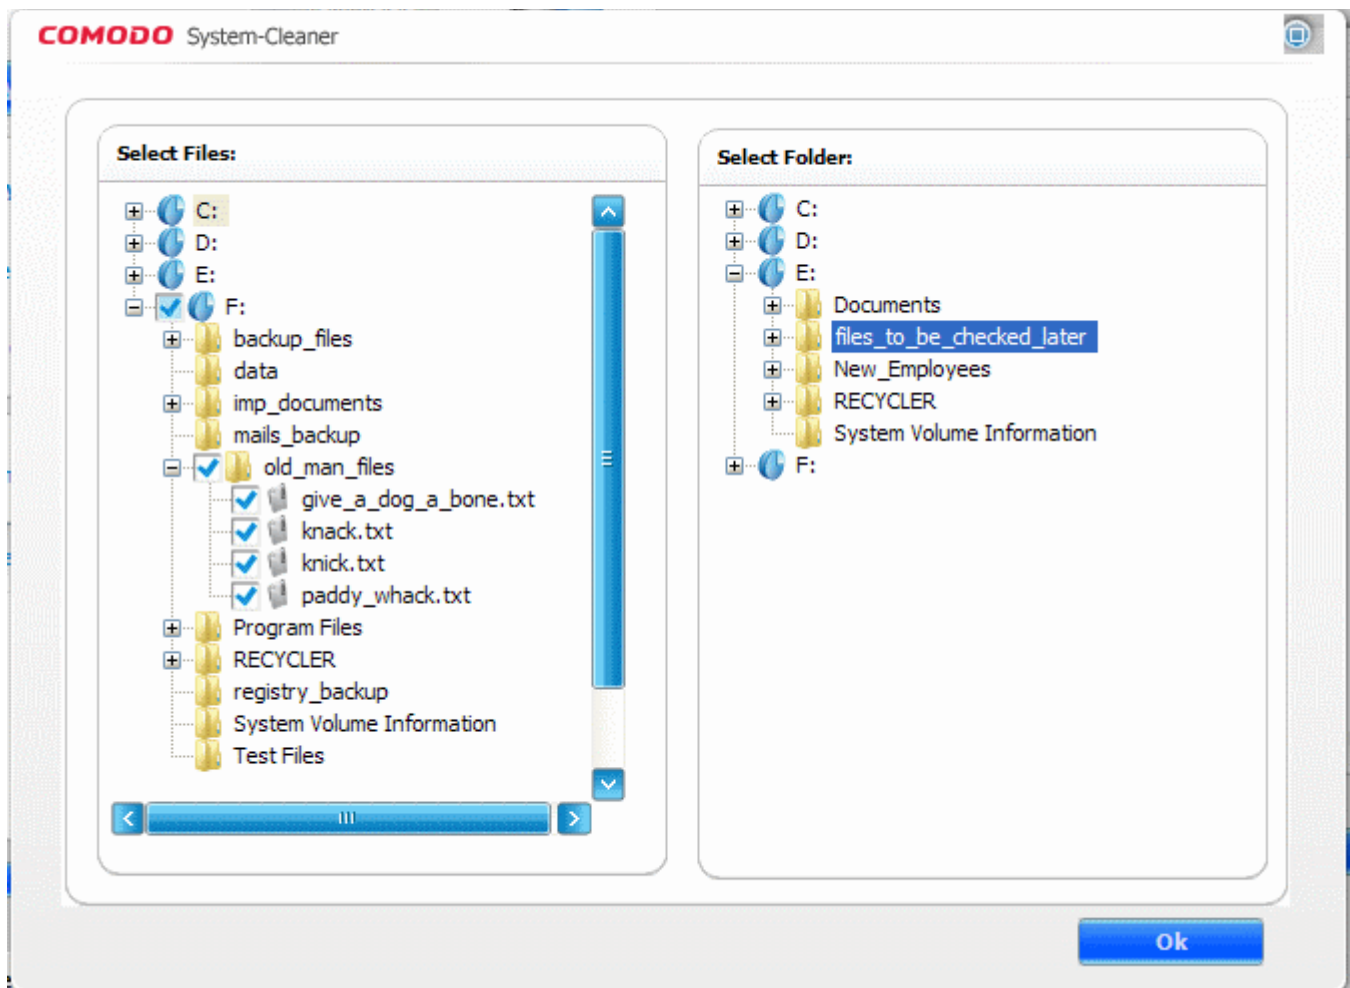 COMODO System-Cleaner
Select Files:
C:
D:
E:
F:
backup_files
data
imp_documents
mails_backup
old_man_files
give_a_dog_a_bone.txt
knack.txt
knick.txt
paddy_whack.txt
Program Files
RECYCLER
registry_backup
System Volume Information
Test Files
Select Folder:
C:
D:
E:
Documents
files_to_be_checked_later
New_Employees
RECYCLER
System Volume Information
F:
Ok